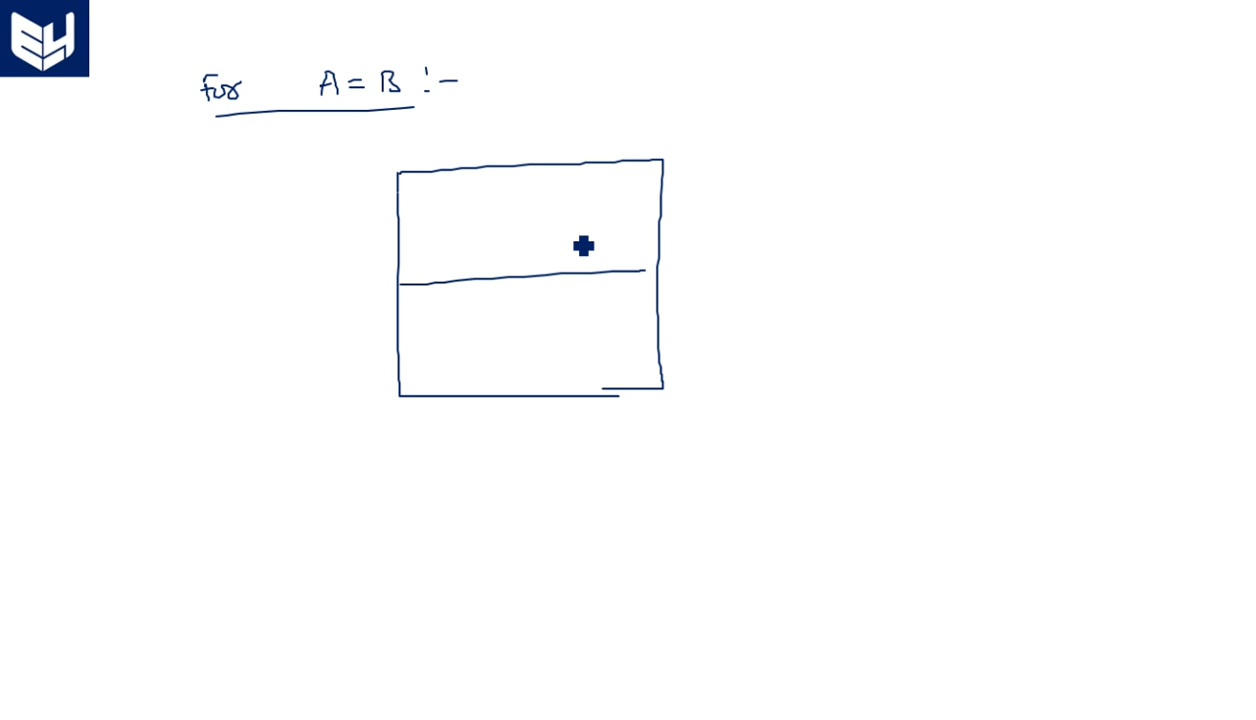 For A = B :-